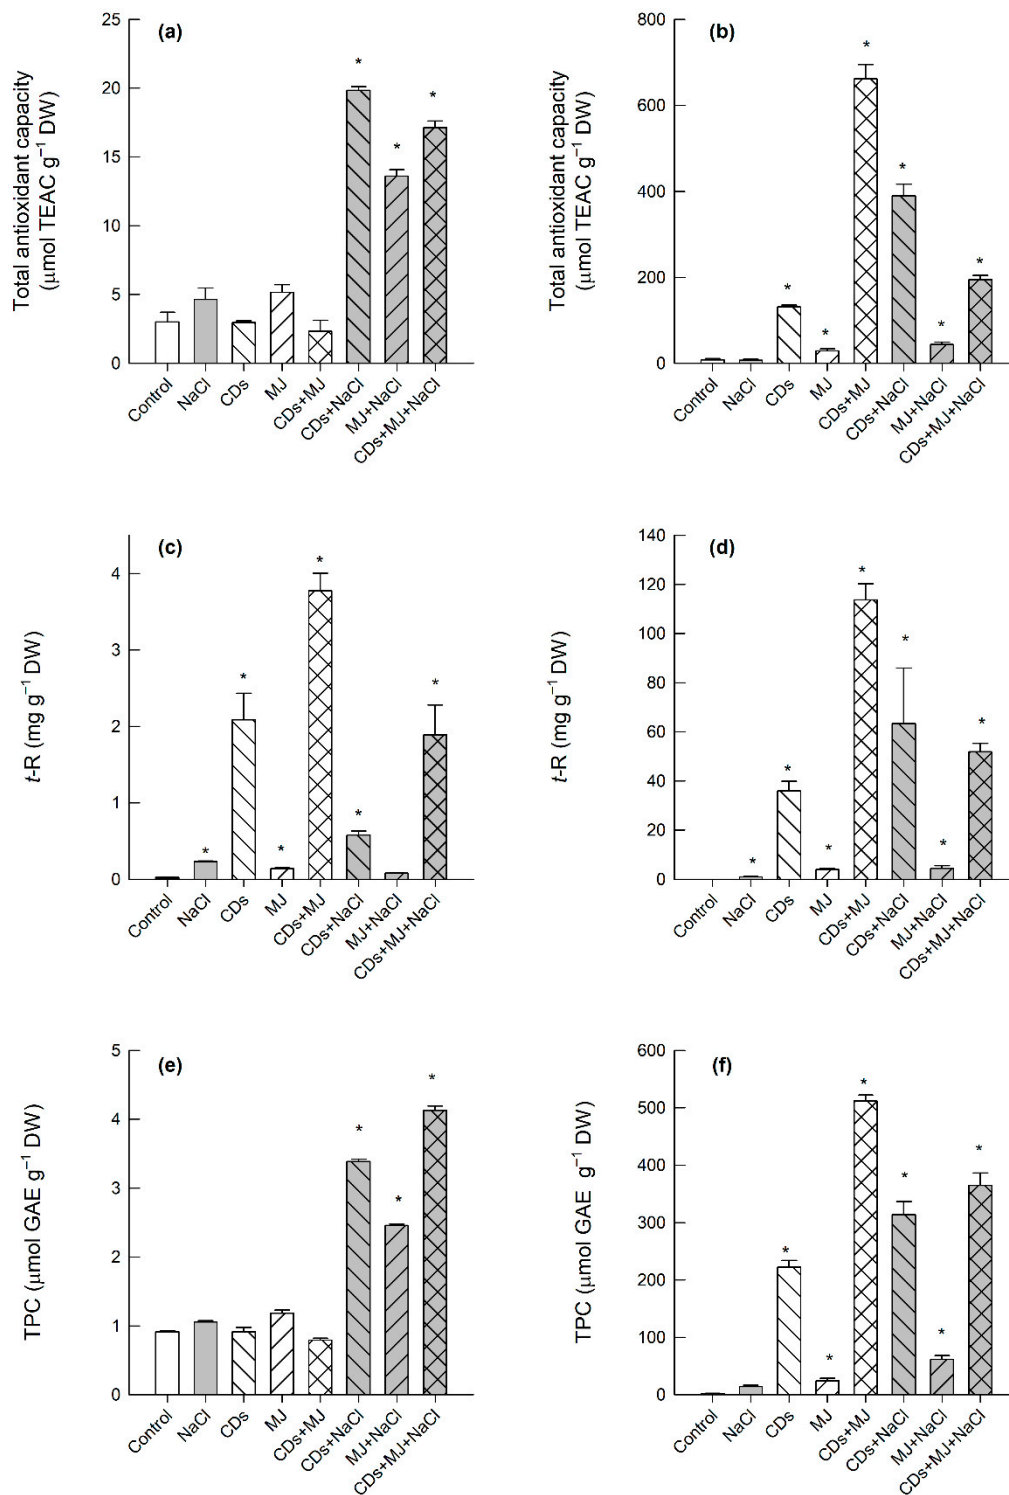 (a)
Total antioxidant capacity
(μmol TEAC g⁻¹ DW)
25
20
15
10
5
0
*
*
*
Control
NaCl
CDs
MJ
CDs+MJ
CDs+NaCl
MJ+NaCl
CDs+MJ+NaCl
(b)
Total antioxidant capacity
(μmol TEAC g⁻¹ DW)
800
600
400
200
0
*
*
*
*
*
*
Control
NaCl
CDs
MJ
CDs+MJ
CDs+NaCl
MJ+NaCl
CDs+MJ+NaCl
(c)
t-R (mg g⁻¹ DW)
4
3
2
1
0
*
*
*
*
*
*
Control
NaCl
CDs
MJ
CDs+MJ
CDs+NaCl
MJ+NaCl
CDs+MJ+NaCl
(d)
t-R (mg g⁻¹ DW)
140
120
100
80
60
40
20
0
*
*
*
*
*
*
*
Control
NaCl
CDs
MJ
CDs+MJ
CDs+NaCl
MJ+NaCl
CDs+MJ+NaCl
(e)
TPC (μmol GAE g⁻¹ DW)
5
4
3
2
1
0
*
*
*
Control
NaCl
CDs
MJ
CDs+MJ
CDs+NaCl
MJ+NaCl
CDs+MJ+NaCl
(f)
TPC (μmol GAE g⁻¹ DW)
600
500
400
300
200
100
0
*
*
*
*
*
*
Control
NaCl
CDs
MJ
CDs+MJ
CDs+NaCl
MJ+NaCl
CDs+MJ+NaCl